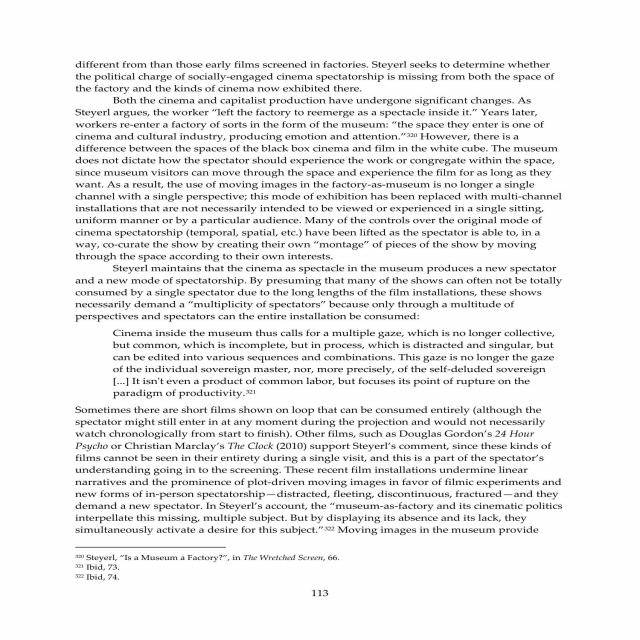 different from than those early films screened in factories. Steyerl seeks to determine whether
the political charge of socially-engaged cinema spectatorship is missing from both the space of
the factory and the kinds of cinema now exhibited there.
Both the cinema and capitalist production have undergone significant changes. As
Steyerl argues, the worker “left the factory to reemerge as a spectacle inside it.” Years later,
workers re-enter a factory of sorts in the form of the museum: “the space they enter is one of
cinema and cultural industry, producing emotion and attention.”320 However, there is a
difference between the spaces of the black box cinema and film in the white cube. The museum
does not dictate how the spectator should experience the work or congregate within the space,
since museum visitors can move through the space and experience the film for as long as they
want. As a result, the use of moving images in the factory-as-museum is no longer a single
channel with a single perspective; this mode of exhibition has been replaced with multi-channel
installations that are not necessarily intended to be viewed or experienced in a single sitting,
uniform manner or by a particular audience. Many of the controls over the original mode of
cinema spectatorship (temporal, spatial, etc.) have been lifted as the spectator is able to, in a
way, co-curate the show by creating their own “montage” of pieces of the show by moving
through the space according to their own interests.
Steyerl maintains that the cinema as spectacle in the museum produces a new spectator
and a new mode of spectatorship. By presuming that many of the shows can often not be totally
consumed by a single spectator due to the long lengths of the film installations, these shows
necessarily demand a “multiplicity of spectators” because only through a multitude of
perspectives and spectators can the entire installation be consumed:
Cinema inside the museum thus calls for a multiple gaze, which is no longer collective,
but common, which is incomplete, but in process, which is distracted and singular, but
can be edited into various sequences and combinations. This gaze is no longer the gaze
of the individual sovereign master, nor, more precisely, of the self-deluded sovereign
[...] It isn't even a product of common labor, but focuses its point of rupture on the
paradigm of productivity.321
Sometimes there are short films shown on loop that can be consumed entirely (although the
spectator might still enter in at any moment during the projection and would not necessarily
watch chronologically from start to finish). Other films, such as Douglas Gordon’s 24 Hour
Psycho or Christian Marclay’s The Clock (2010) support Steyerl’s comment, since these kinds of
films cannot be seen in their entirety during a single visit, and this is a part of the spectator’s
understanding going in to the screening. These recent film installations undermine linear
narratives and the prominence of plot-driven moving images in favor of filmic experiments and
new forms of in-person spectatorship—distracted, fleeting, discontinuous, fractured—and they
demand a new spectator. In Steyerl’s account, the “museum-as-factory and its cinematic politics
interpellate this missing, multiple subject. But by displaying its absence and its lack, they
simultaneously activate a desire for this subject.”322 Moving images in the museum provide
320 Steyerl, “Is a Museum a Factory?”, in The Wretched Screen, 66.
321 Ibid, 73.
322 Ibid, 74.
113